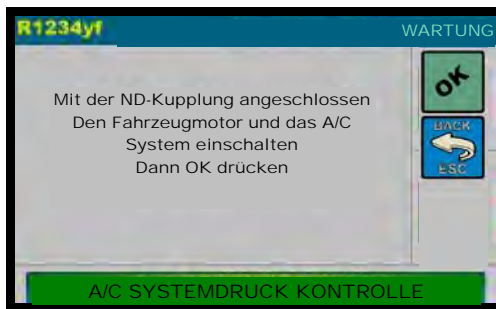 R1234yf
WARTUNG
OK
Mit der ND-Kupplung angeschlossen
Den Fahrzeugmotor und das A/C
System einschalten
Dann OK drücken
BACK
ESC
A/C SYSTEMDRUCK KONTROLLE